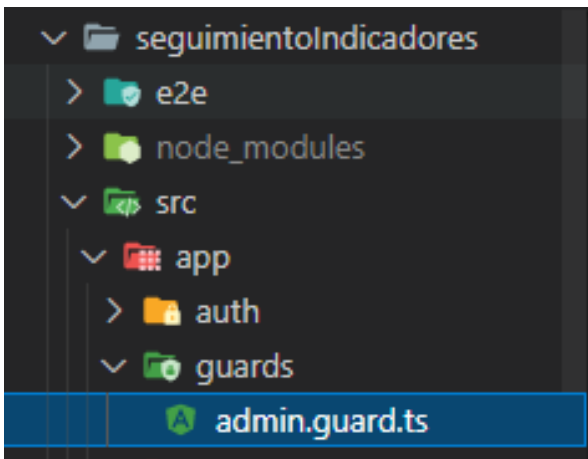 seguimientoIndicadores
e2e
node_modules
src
app
auth
guards
admin.guard.ts